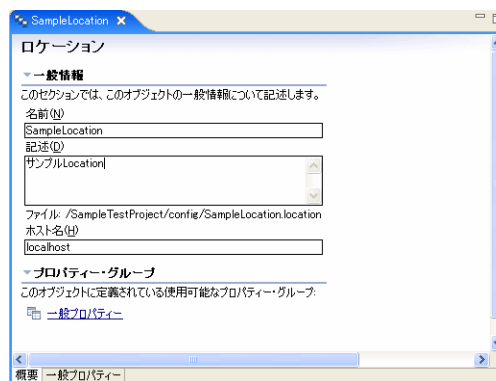 SampleLocation
ロケーション
一般情報
このセクションでは、このオブジェクトの一般情報について記述します。
名前(N)
SampleLocation
記述(D)
サンプルLocation
ファイル: /SampleTestProject/config/SampleLocation.location
ホスト名(H)
localhost
プロパティー・グループ
このオブジェクトに定義されている使用可能なプロパティー・グループ:
一般プロパティー
概要 一般プロパティー